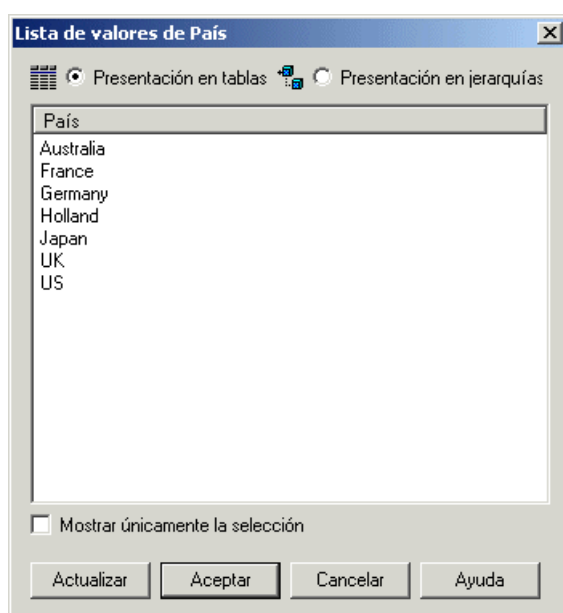 Lista de valores de País
Presentación en tablas Presentación en jerarquías
País
Australia
France
Germany
Holland
Japan
UK
US
Mostrar únicamente la selección
Actualizar Aceptar Cancelar Ayuda